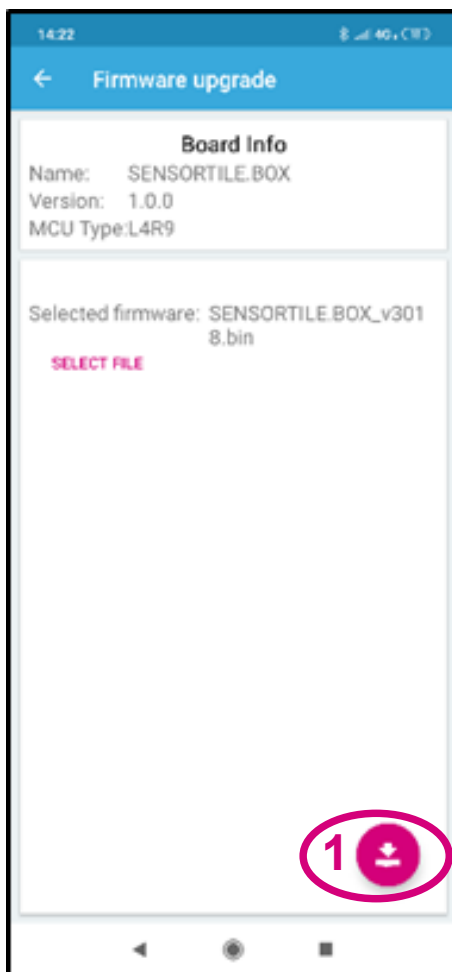 14:22
4G
Firmware upgrade
Board Info
Name: SENSORTILE.BOX
Version: 1.0.0
MCU Type:L4R9
Selected firmware: SENSORTILE.BOX_v301
8.bin
SELECT FILE
1